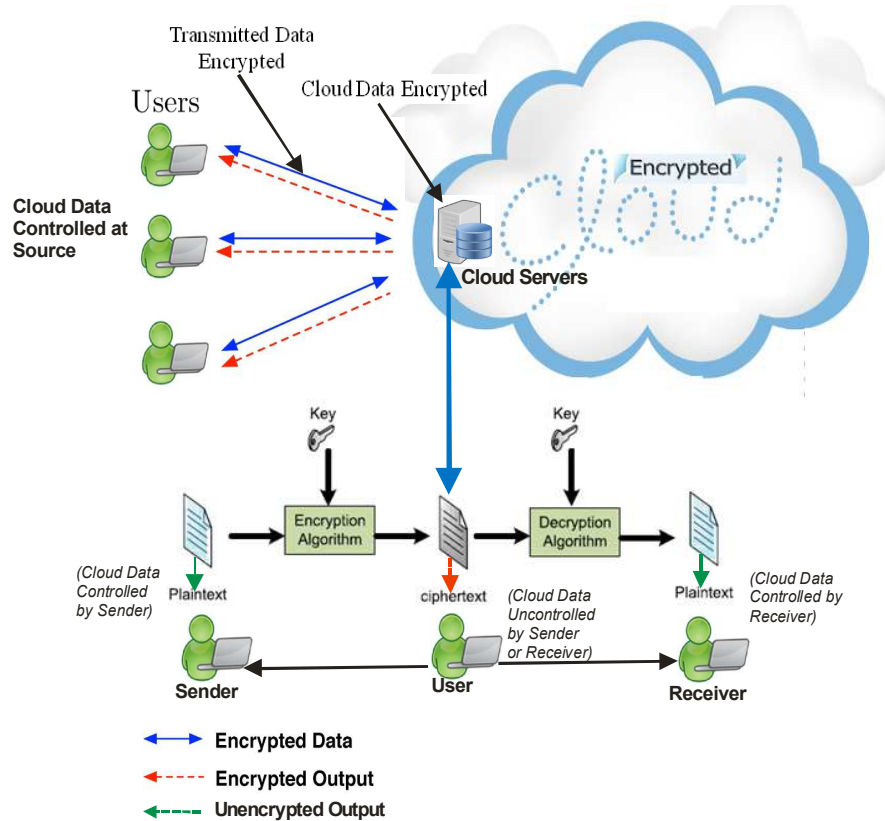 Transmitted Data
Encrypted
Cloud Data Encrypted
Users
Encrypted
Cloud
Cloud Data
Controlled at
Source
Cloud Servers
Key
Key
Encryption
Algorithm
Decryption
Algorithm
(Cloud Data
Controlled
by Sender)
Plaintext
ciphertext
(Cloud Data
Uncontrolled
by Sender
or Receiver)
Plaintext
(Cloud Data
Controlled by
Receiver)
Sender
User
Receiver
Encrypted Data
Encrypted Output
Unencrypted Output